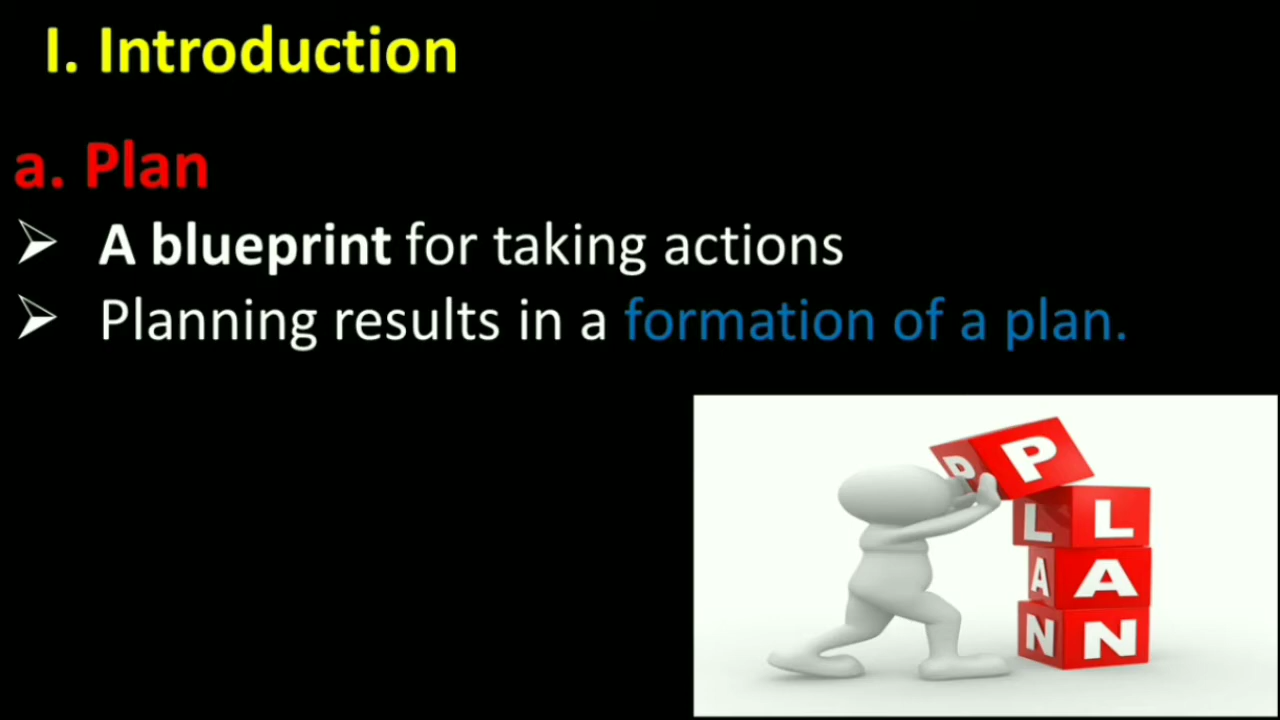 I. Introduction
a. Plan
➢ A blueprint for taking actions
➢ Planning results in a formation of a plan.
P P
L L
A A
N N